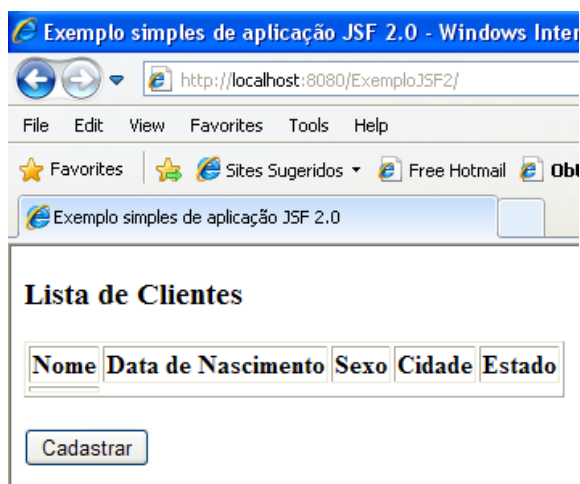 Exemplo simples de aplicação JSF 2.0 - Windows Inter
http://localhost:8080/ExemploJSF2/
File Edit View Favorites Tools Help
Favorites Sites Sugeridos Free Hotmail Obt
Exemplo simples de aplicação JSF 2.0
Lista de Clientes
Nome Data de Nascimento Sexo Cidade Estado
Cadastrar